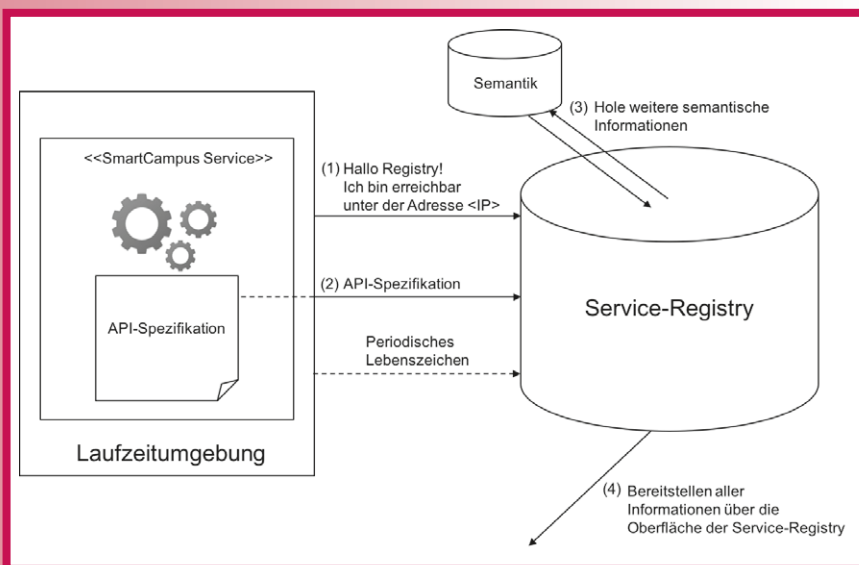 Semantik
(3) Hole weitere semantische
Informationen
<<SmartCampus Service>>
(1) Hallo Registry!
Ich bin erreichbar
unter der Adresse <IP>
(2) API-Spezifikation
API-Spezifikation
Service-Registry
Periodisches
Lebenszeichen
Laufzeitumgebung
(4) Bereitstellen aller
Informationen über die
Oberfläche der Service-Registry